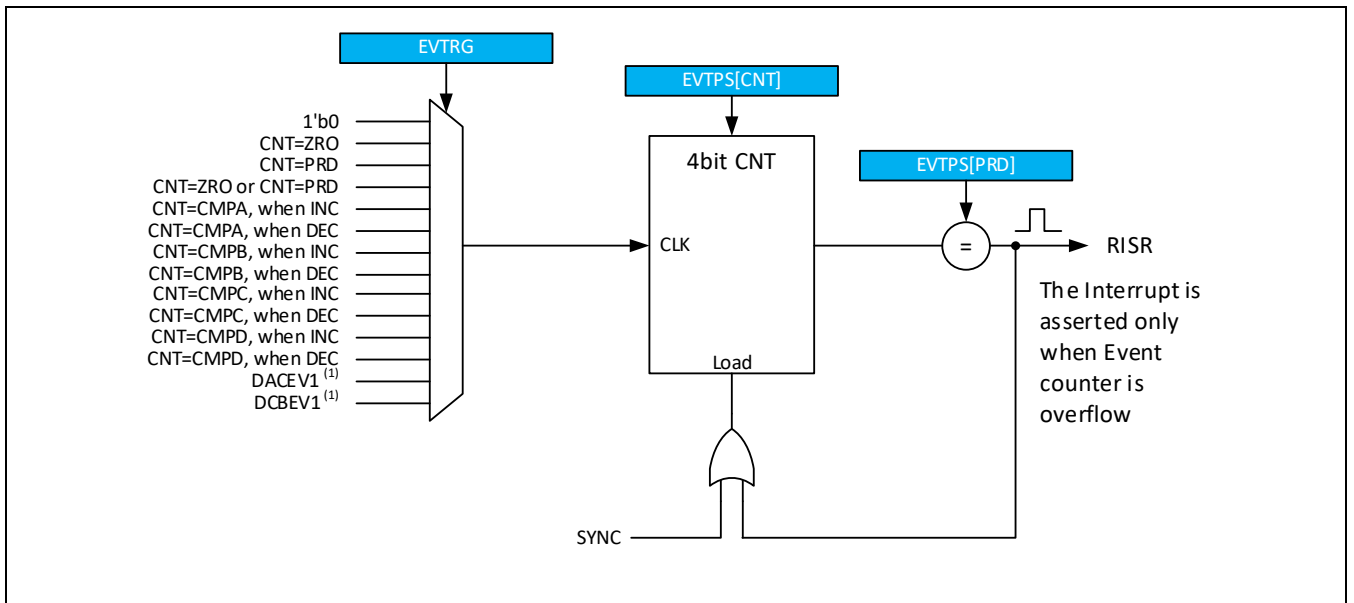 EVTRG
EVTPS[CNT]
1'b0
CNT=ZRO
CNT=PRD
CNT=ZRO or CNT=PRD
CNT=CMPA, when INC
CNT=CMPA, when DEC
CNT=CMPB, when INC
CNT=CMPB, when DEC
CNT=CMPC, when INC
CNT=CMPC, when DEC
CNT=CMPD, when INC
CNT=CMPD, when DEC
DACEV1 (1)
DCBEV1 (1)
4bit CNT
CLK
Load
EVTPS[PRD]
=
RISR
The Interrupt is
asserted only
when Event
counter is
overflow
SYNC